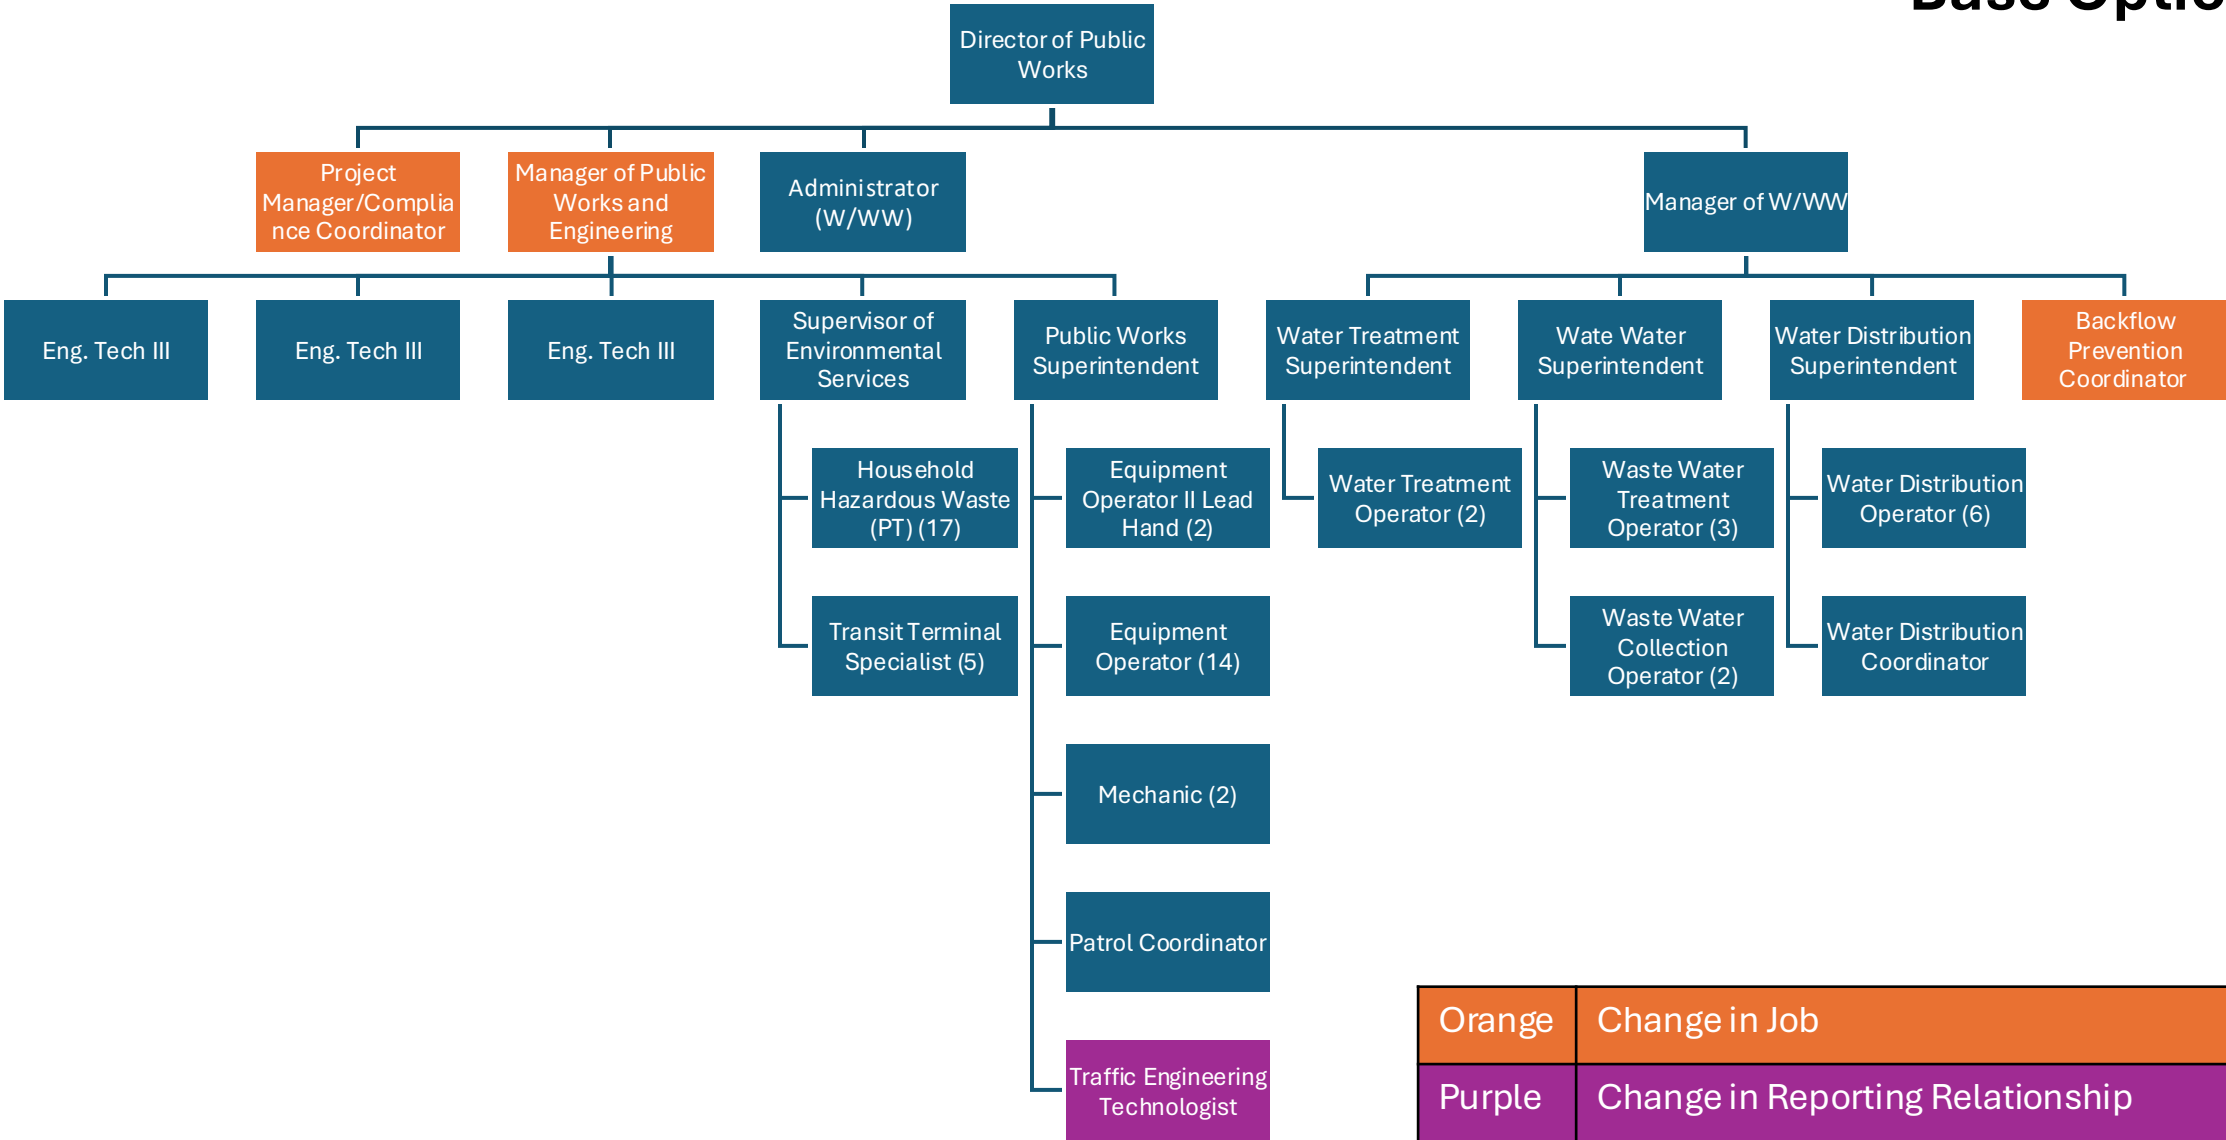 Base Optio
Director of Public
Works
Project
Manager/Complia
nce Coordinator
Manager of Public
Works and
Engineering
Administrator
(W/WW)
Manager of W/WW
Eng. Tech III
Eng. Tech III
Eng. Tech III
Supervisor of
Environmental
Services
Public Works
Superintendent
Water Treatment
Superintendent
Wate Water
Superintendent
Water Distribution
Superintendent
Backflow
Prevention
Coordinator
Household
Hazardous Waste
(PT) (17)
Equipment
Operator II Lead
Hand (2)
Water Treatment
Operator (2)
Waste Water
Treatment
Operator (3)
Water Distribution
Operator (6)
Transit Terminal
Specialist (5)
Equipment
Operator (14)
Waste Water
Collection
Operator (2)
Water Distribution
Coordinator
Mechanic (2)
Patrol Coordinator
Traffic Engineering
Technologist
Orange Change in Job
Purple Change in Reporting Relationship